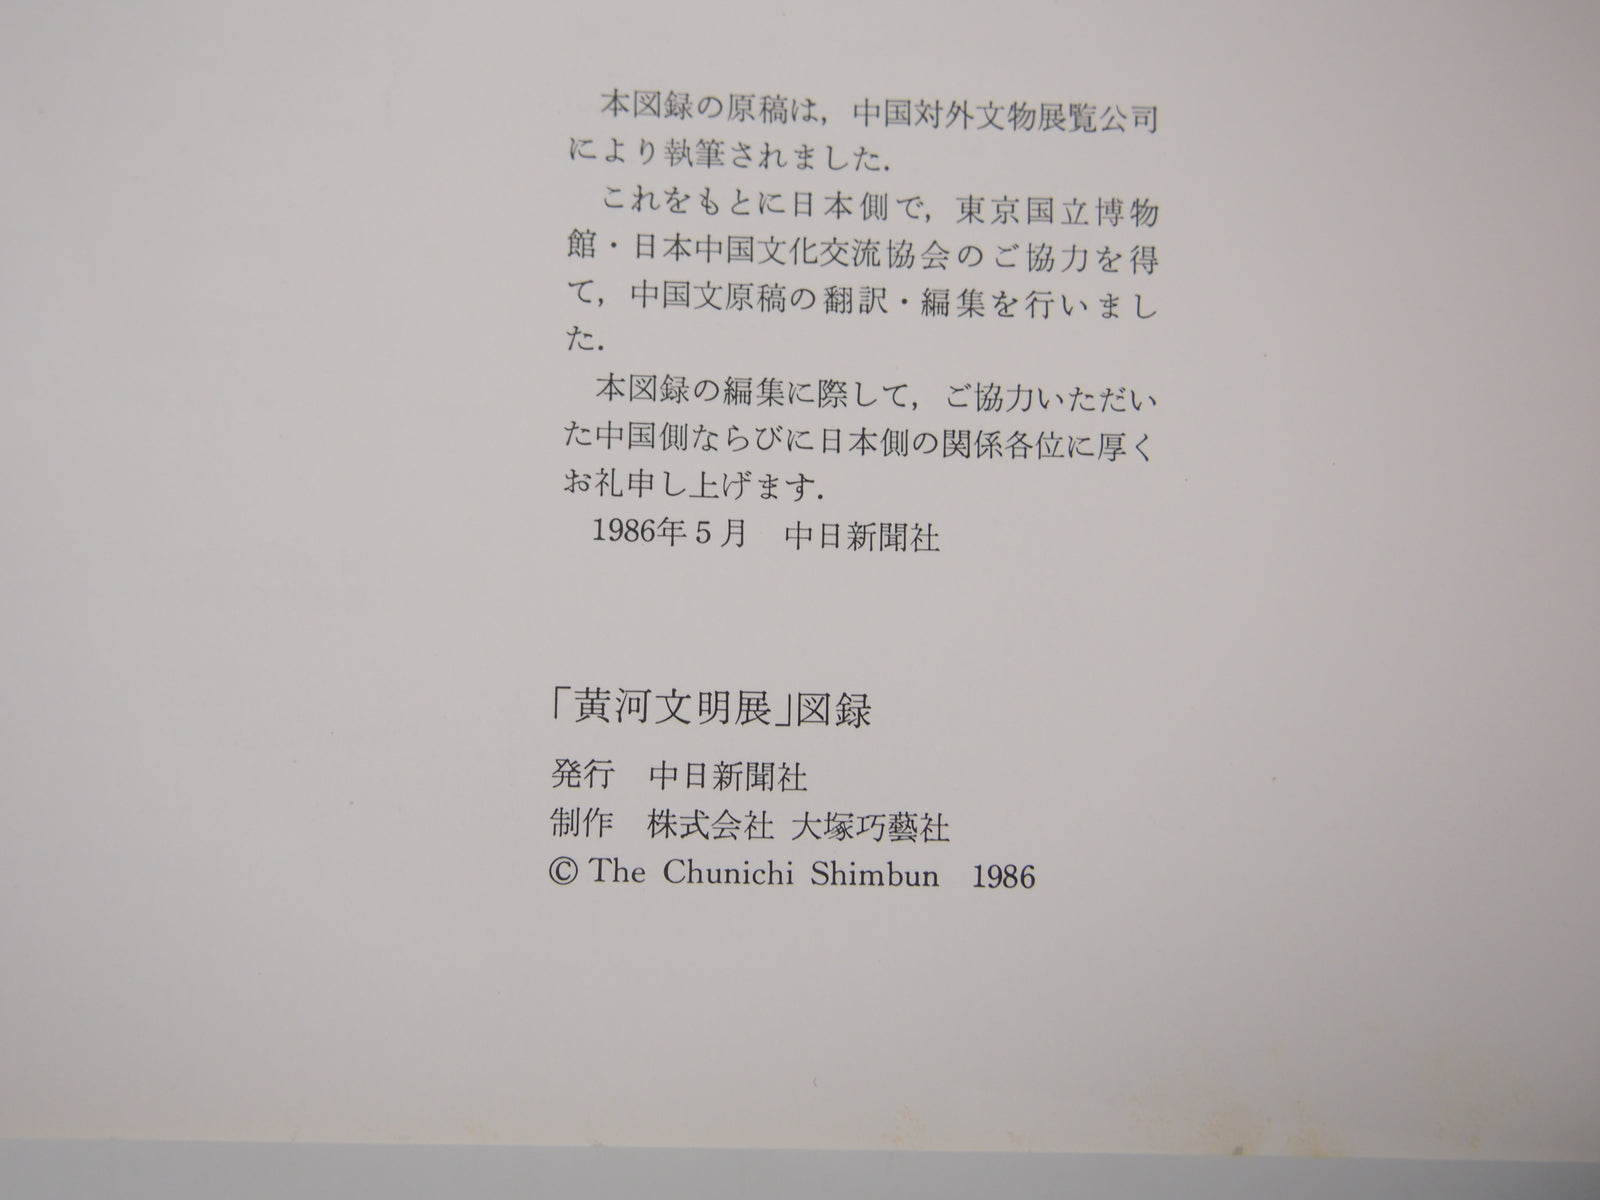 本図録の原稿は，中国対外文物展覧公司
により執筆されました．
これをもとに日本側で，東京国立博物
館・日本中国文化交流協会のご協力を得
て，中国文原稿の翻訳・編集を行いまし
た．
本図録の編集に際して，ご協力いただい
た中国側ならびに日本側の関係各位に厚く
お礼申し上げます．
1986年5月　中日新聞社
「黄河文明展」図録
発行　中日新聞社
制作　株式会社 大塚巧藝社
© The Chunichi Shimbun 1986